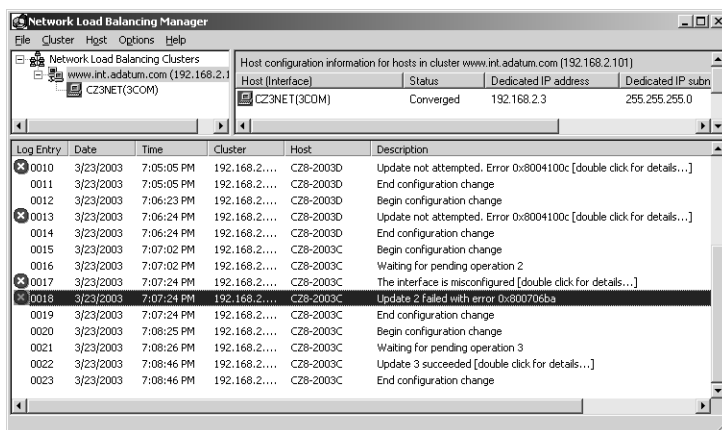 Network Load Balancing Manager
File Cluster Host Options Help
Network Load Balancing Clusters
www.int.adatum.com (192.168.2.1
CZ3NET(3COM)
Host configuration information for hosts in cluster www.int.adatum.com (192.168.2.101)
Host (Interface) Status Dedicated IP address Dedicated IP subn
CZ3NET(3COM) Converged 192.168.2.3 255.255.255.0
Log Entry Date Time Cluster Host Description
0010 3/23/2003 7:05:05 PM 192.168.2.... CZ8-2003D Update not attempted. Error 0x8004100c [double click for details...]
0011 3/23/2003 7:05:05 PM 192.168.2.... CZ8-2003D End configuration change
0012 3/23/2003 7:06:23 PM 192.168.2.... CZ8-2003D Begin configuration change
0013 3/23/2003 7:06:24 PM 192.168.2.... CZ8-2003D Update not attempted. Error 0x8004100c [double click for details...]
0014 3/23/2003 7:06:24 PM 192.168.2.... CZ8-2003D End configuration change
0015 3/23/2003 7:07:02 PM 192.168.2.... CZ8-2003C Begin configuration change
0016 3/23/2003 7:07:02 PM 192.168.2.... CZ8-2003C Waiting for pending operation 2
0017 3/23/2003 7:07:24 PM 192.168.2.... CZ8-2003C The interface is misconfigured [double click for details...]
0018 3/23/2003 7:07:24 PM 192.168.2.... CZ8-2003C Update 2 failed with error 0x800706ba
0019 3/23/2003 7:07:24 PM 192.168.2.... CZ8-2003C End configuration change
0020 3/23/2003 7:08:25 PM 192.168.2.... CZ8-2003C Begin configuration change
0021 3/23/2003 7:08:26 PM 192.168.2.... CZ8-2003C Waiting for pending operation 3
0022 3/23/2003 7:08:46 PM 192.168.2.... CZ8-2003C Update 3 succeeded [double click for details...]
0023 3/23/2003 7:08:46 PM 192.168.2.... CZ8-2003C End configuration change